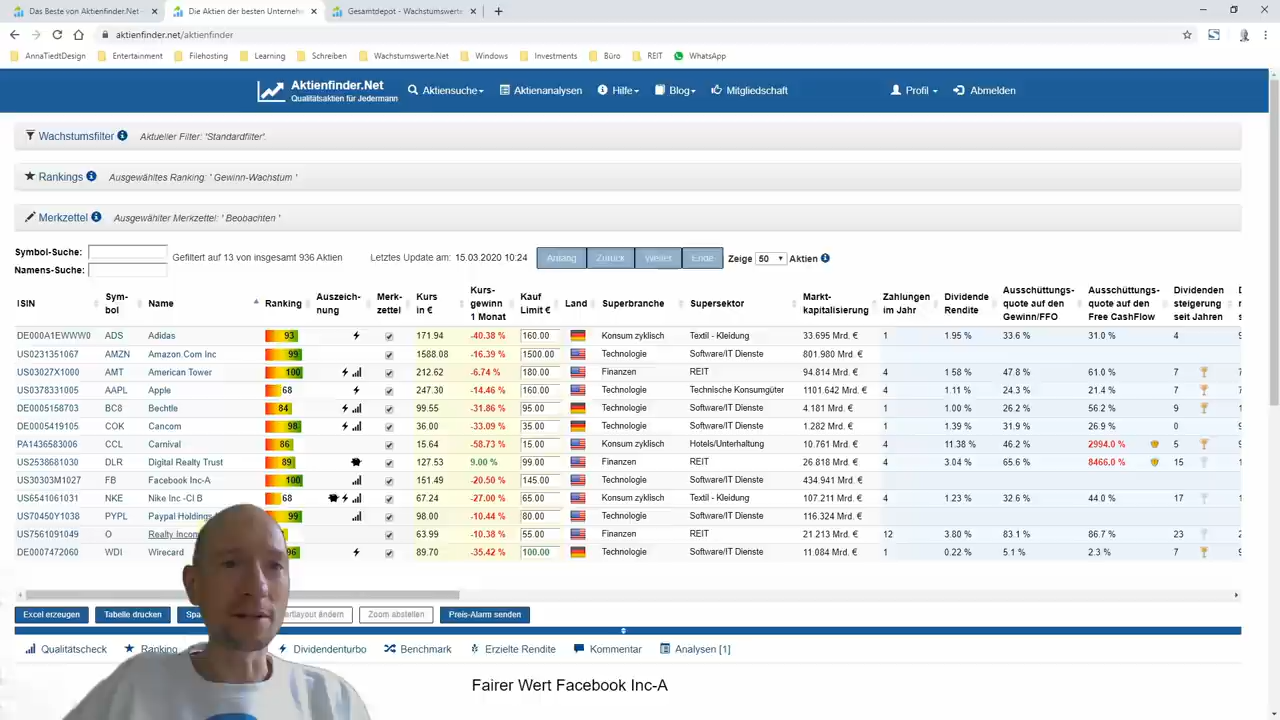 Das Beste von Aktienfinder.Net -
Die Aktien der besten Unterneh
Gesamtdepot - Wachstumswerte.N
aktienfinder.net/aktienfinder
AnnaTiedtDesign Entertainment Filehosting Learning Schreiben Wachstumswerte.Net Windows Investments Büro REIT WhatsApp
Aktienfinder.Net
Qualitätsaktien für Jedermann
Aktiensuche Aktienanalysen Hilfe Blog Mitgliedschaft Profil Abmelden
Wachstumsfilter Aktueller Filter: 'Standardfilter'.
Rankings Ausgewähltes Ranking: ' Gewinn-Wachstum '
Merkzettel Ausgewählter Merkzettel: ' Beobachten '
Symbol-Suche:
Namens-Suche:
Gefiltert auf 13 von insgesamt 936 Aktien Letztes Update am: 15.03.2020 10:24 Anfang Zurück Weiter Ende Zeige 50 Aktien
ISIN Sym-bol Name Ranking Auszeich-nung Merk-zettel Kurs in € Kurs-gewinn 1 Monat Kauf Limit € Land Superbranche Supersektor Markt-kapitalisierung Zahlungen im Jahr Dividende Rendite Ausschüttungs-quote auf den Gewinn/FFO Ausschüttungs-quote auf den Free CashFlow Dividenden steigerung seit Jahren
DE000A1EWWW0 ADS Adidas 93 171.94 -40.38 % 160.00 Konsum zyklisch Textil - Kleidung 33.695 Mrd. € 1 1.95 % 33.6 % 31.0 % 4
US0231351067 AMZN Amazon Com Inc 99 1588.08 -16.39 % 1500.00 Technologie Software/IT Dienste 801.980 Mrd. €
US03027X1000 AMT American Tower 100 212.62 -6.74 % 180.00 Finanzen REIT 94.814 Mrd. € 4 1.58 % 47.8 % 61.0 % 7
US0378331005 AAPL Apple 68 247.30 -14.46 % 160.00 Technologie Technische Konsumgüter 1101.642 Mrd. € 4 1.11 % 24.3 % 21.4 % 7
DE0005158703 BC8 Bechtle 84 99.55 -31.86 % 95.00 Technologie Software/IT Dienste 4.181 Mrd. € 1 1.00 % 26.2 % 56.2 % 9
DE0005419105 COK Cancom 98 36.00 -33.09 % 35.00 Technologie Software/IT Dienste 1.282 Mrd. € 1 1.39 % 31.9 % 26.9 % 0
PA1436583006 CCL Carnival 86 15.64 -58.73 % 15.00 Konsum zyklisch Hotels/Unterhaltung 10.761 Mrd. € 4 11.38 % 46.2 % 2994.0 % 5
US2538681030 DLR Digital Realty Trust 89 127.53 9.00 % 99.00 Finanzen REIT 26.818 Mrd. € 4 3.04 % 65.6 % 8466.0 % 15
US30303M1027 FB Facebook Inc-A 100 151.49 -20.50 % 145.00 Technologie Software/IT Dienste 434.941 Mrd. €
US6541061031 NKE Nike Inc -Cl B 68 67.24 -27.00 % 65.00 Konsum zyklisch Textil - Kleidung 107.211 Mrd. € 4 1.23 % 32.6 % 44.0 % 17
US70450Y1038 PYPL Paypal Holdings 99 98.00 -10.44 % 80.00 Technologie Software/IT Dienste 116.324 Mrd. €
US7561091049 O Realty Incon 63.99 -10.38 % 55.00 Finanzen REIT 21.213 Mrd. € 12 3.80 % 83.1 % 86.7 % 23
DE0007472060 WDI Wirecard 96 89.70 -35.42 % 100.00 Technologie Software/IT Dienste 11.084 Mrd. € 1 0.22 % 5.1 % 2.3 % 7
Excel erzeugen Tabelle drucken Spa tlayout ändern Zoom abstellen Preis-Alarm senden
Qualitätscheck Ranking Dividendenturbo Benchmark Erzielte Rendite Kommentar Analysen [1]
Fairer Wert Facebook Inc-A